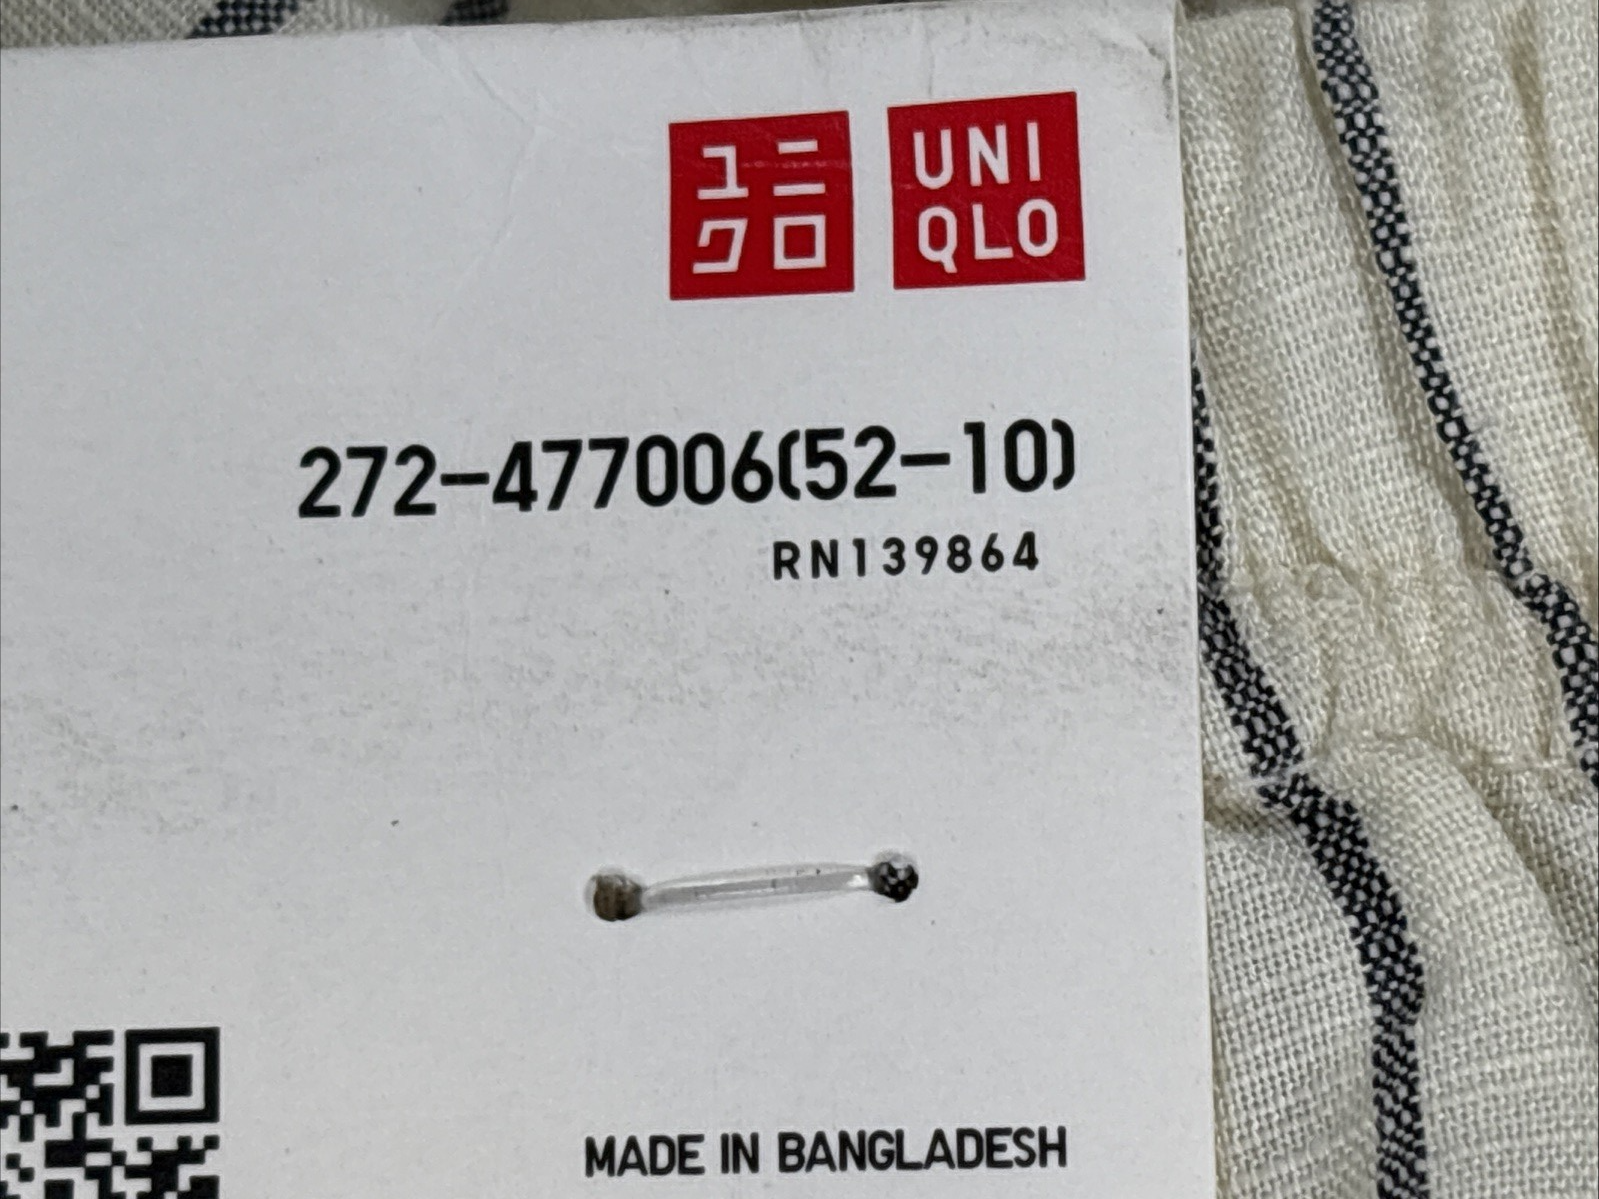 ユニ
クロ
UNI
QLO
272-477006(52-10)
RN139864
MADE IN BANGLADESH